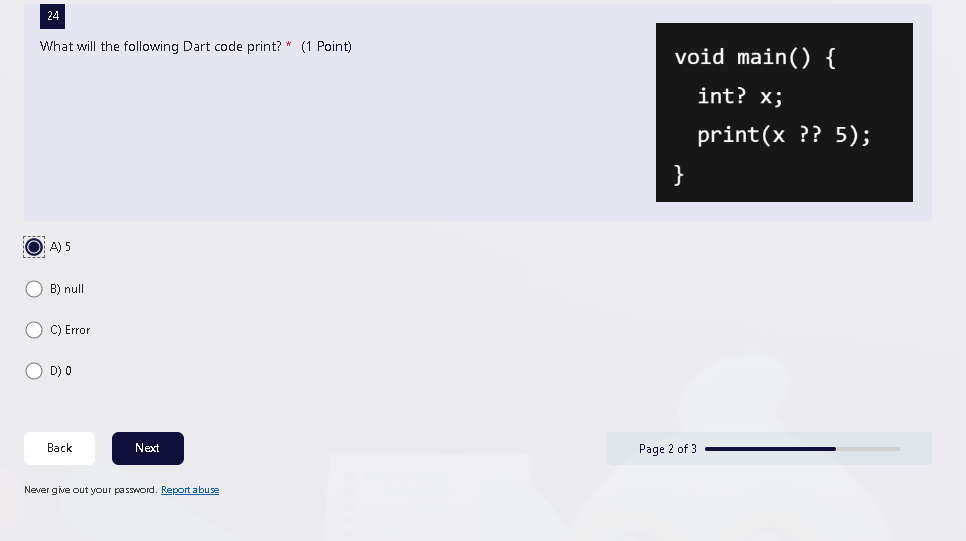 24
What will the following Dart code print? * (1 Point)
void main() {
  int? x;
  print(x ?? 5);
}
A) 5
B) null
C) Error
D) 0
Back
Next
Page 2 of 3
Never give out your password. Report abuse